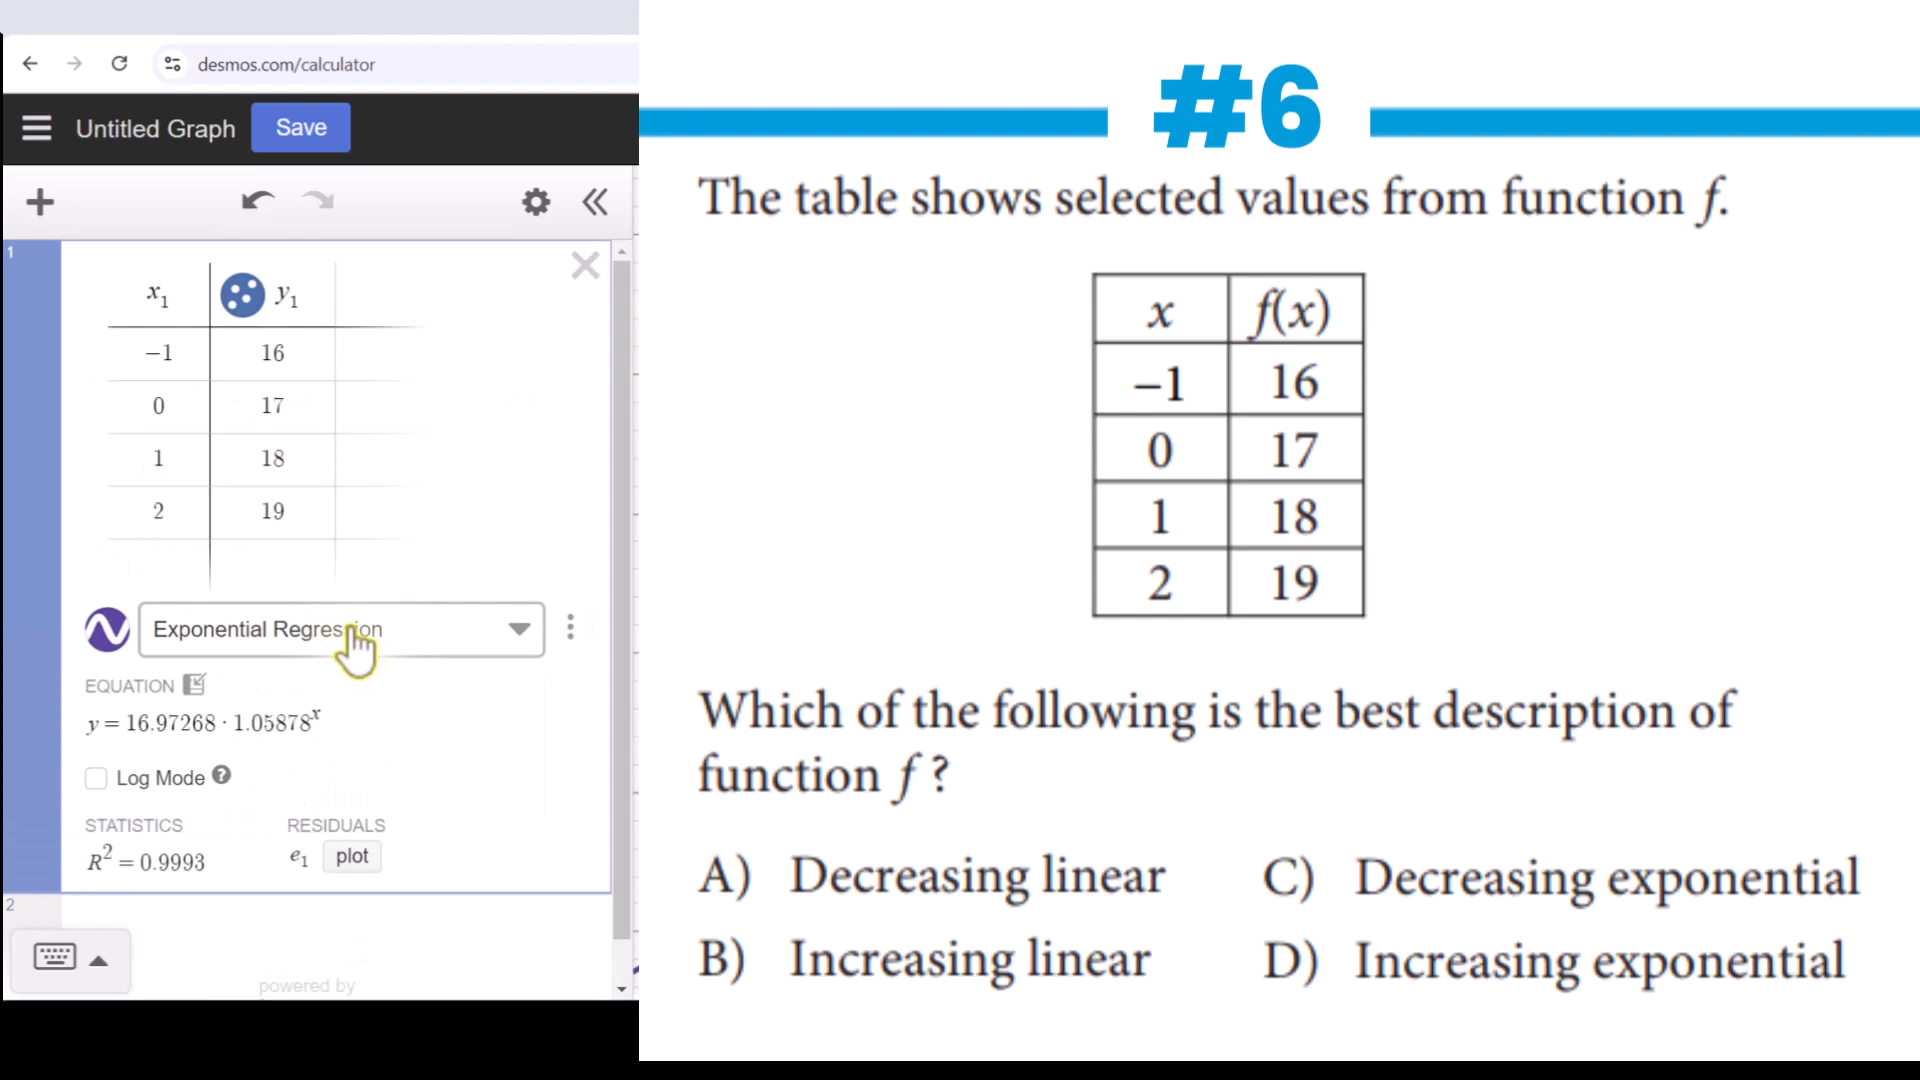 desmos.com/calculator
Untitled Graph Save
1
x₁ y₁
−1 16
0 17
1 18
2 19
Exponential Regression
EQUATION
y = 16.97268 · 1.05878ˣ
Log Mode ?
STATISTICS RESIDUALS
R² = 0.9993 e₁ plot
2
powered by
#6
The table shows selected values from function f.
x f(x)
−1 16
0 17
1 18
2 19
Which of the following is the best description of
function f ?
A) Decreasing linear C) Decreasing exponential
B) Increasing linear D) Increasing exponential